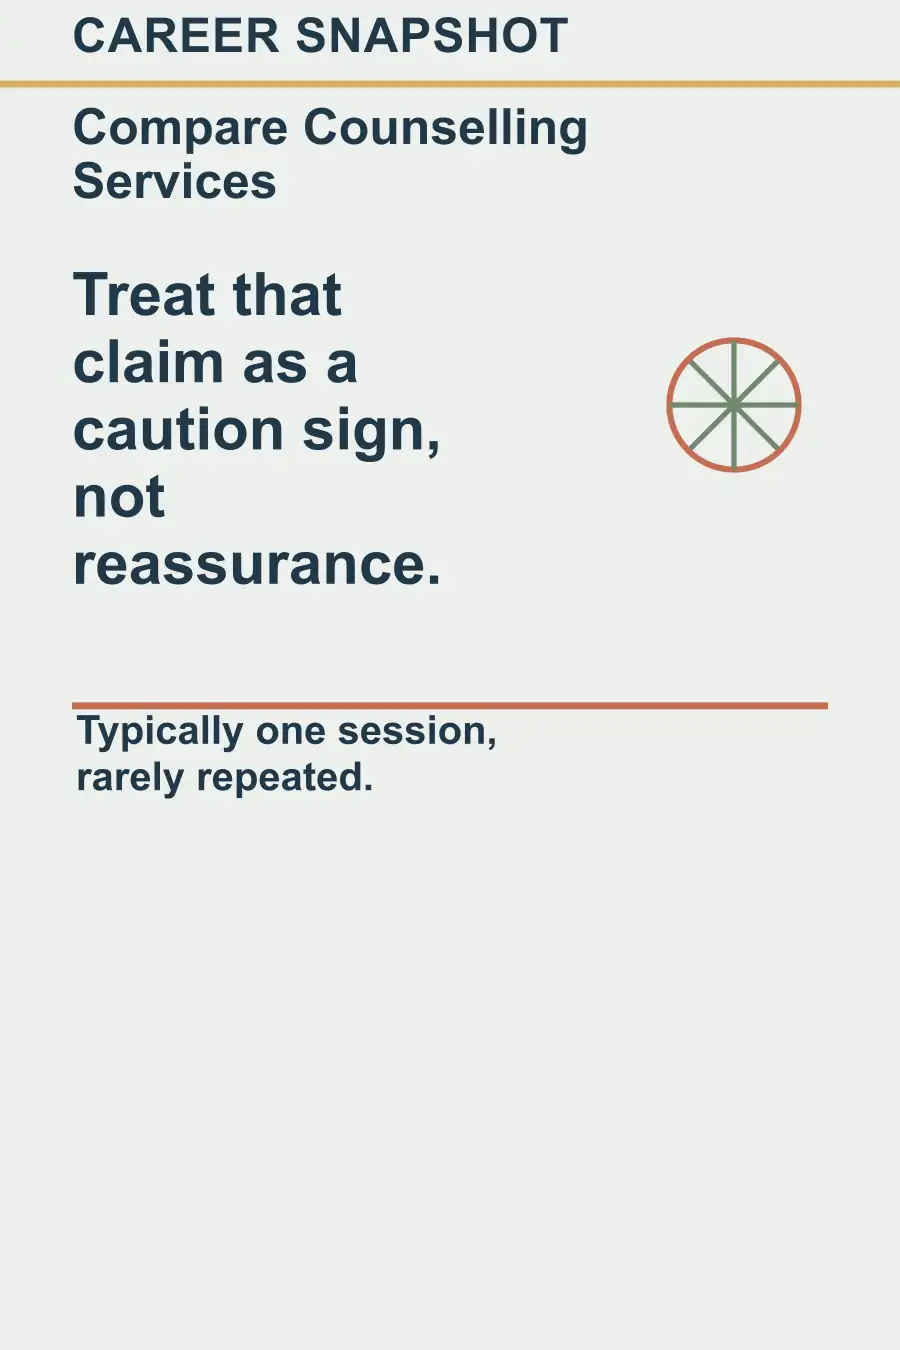 CAREER SNAPSHOT
Compare Counselling
Services
Treat that
claim as a
caution sign,
not
reassurance.
Typically one session,
rarely repeated.